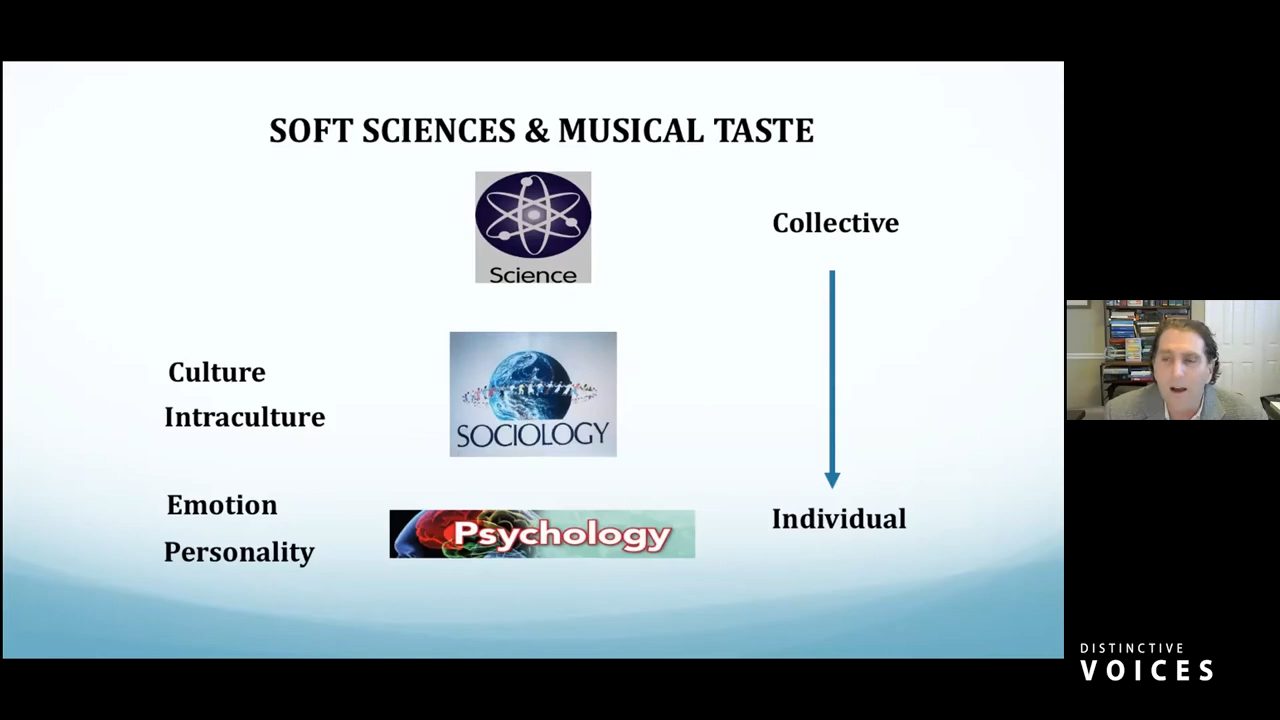 SOFT SCIENCES & MUSICAL TASTE
Science
Collective
Culture
Intraculture
SOCIOLOGY
Emotion
Personality
Psychology
Individual
DISTINCTIVE
VOICES